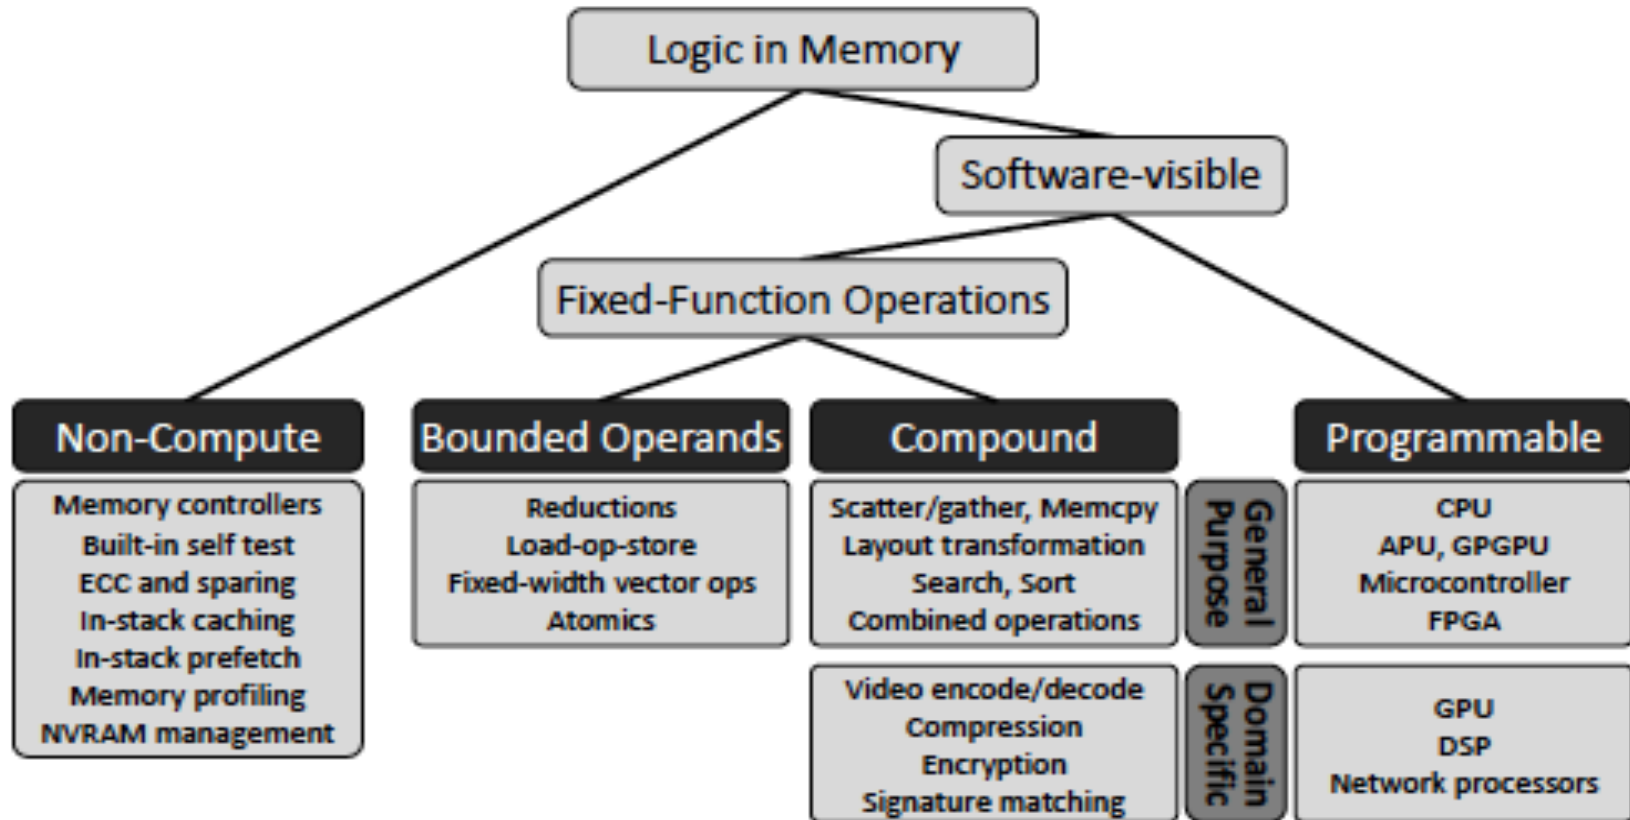 Logic in Memory
Software-visible
Fixed-Function Operations
Non-Compute
Memory controllers
Built-in self test
ECC and sparing
In-stack caching
In-stack prefetch
Memory profiling
NVRAM management
Bounded Operands
Reductions
Load-op-store
Fixed-width vector ops
Atomics
Compound
Scatter/gather, Memcpy
Layout transformation
Search, Sort
Combined operations
Video encode/decode
Compression
Encryption
Signature matching
General
Purpose
Domain
Specific
Programmable
CPU
APU, GPGPU
Microcontroller
FPGA
GPU
DSP
Network processors